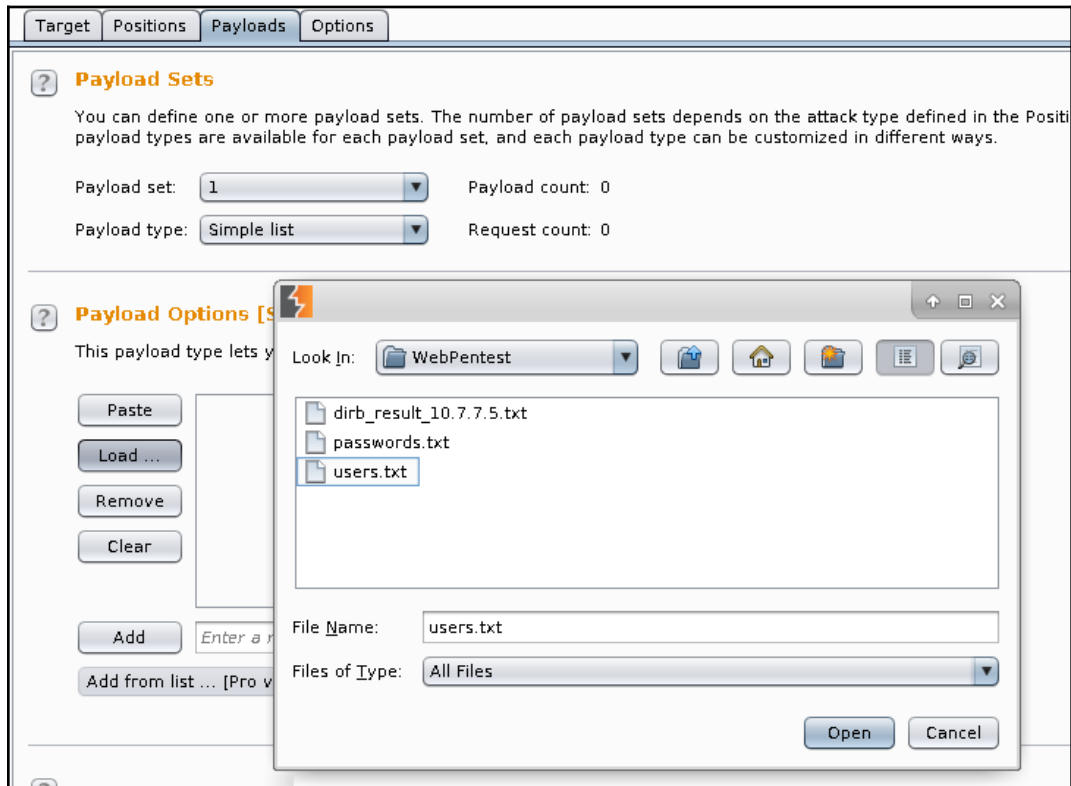 Target Positions Payloads Options
? Payload Sets
You can define one or more payload sets. The number of payload sets depends on the attack type defined in the Positi
payload types are available for each payload set, and each payload type can be customized in different ways.
Payload set: 1 Payload count: 0
Payload type: Simple list Request count: 0
? Payload Options [S
This payload type lets y
Paste
Load ...
Remove
Clear
Add Enter a n
Add from list ... [Pro v
Look In: WebPentest
dirb_result_10.7.7.5.txt
passwords.txt
users.txt
File Name: users.txt
Files of Type: All Files
Open Cancel
?